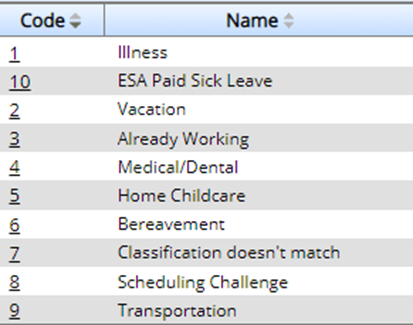 Code Name
1 Illness
10 ESA Paid Sick Leave
2 Vacation
3 Already Working
4 Medical/Dental
5 Home Childcare
6 Bereavement
7 Classification doesn't match
8 Scheduling Challenge
9 Transportation